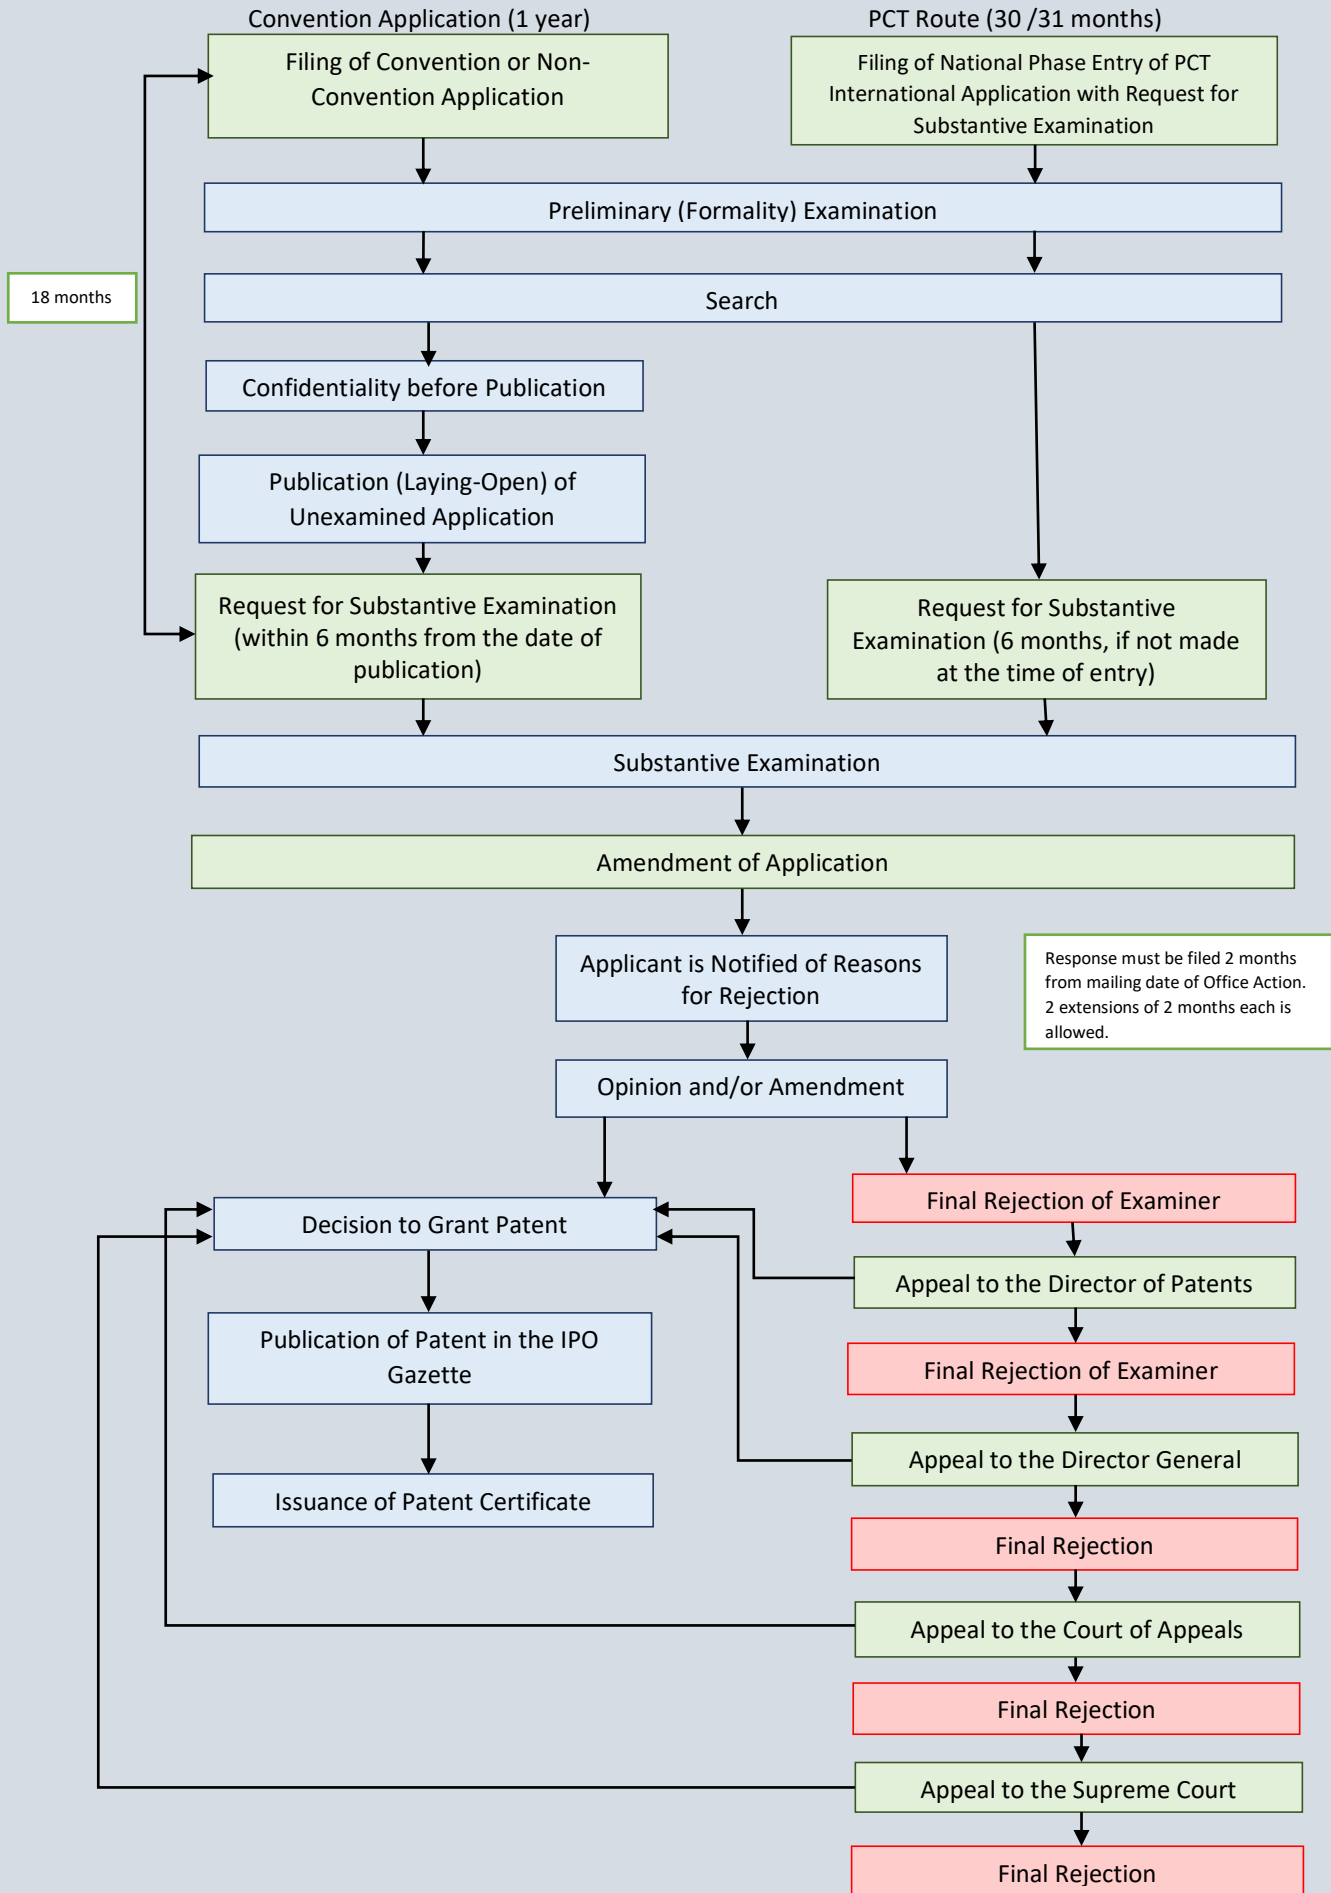 Convention Application (1 year)
PCT Route (30 /31 months)
Filing of Convention or Non-
Convention Application
Filing of National Phase Entry of PCT
International Application with Request for
Substantive Examination
Preliminary (Formality) Examination
18 months
Search
Confidentiality before Publication
Publication (Laying-Open) of
Unexamined Application
Request for Substantive Examination
(within 6 months from the date of
publication)
Request for Substantive
Examination (6 months, if not made
at the time of entry)
Substantive Examination
Amendment of Application
Applicant is Notified of Reasons
for Rejection
Response must be filed 2 months
from mailing date of Office Action.
2 extensions of 2 months each is
allowed.
Opinion and/or Amendment
Final Rejection of Examiner
Decision to Grant Patent
Appeal to the Director of Patents
Publication of Patent in the IPO
Gazette
Final Rejection of Examiner
Appeal to the Director General
Issuance of Patent Certificate
Final Rejection
Appeal to the Court of Appeals
Final Rejection
Appeal to the Supreme Court
Final Rejection